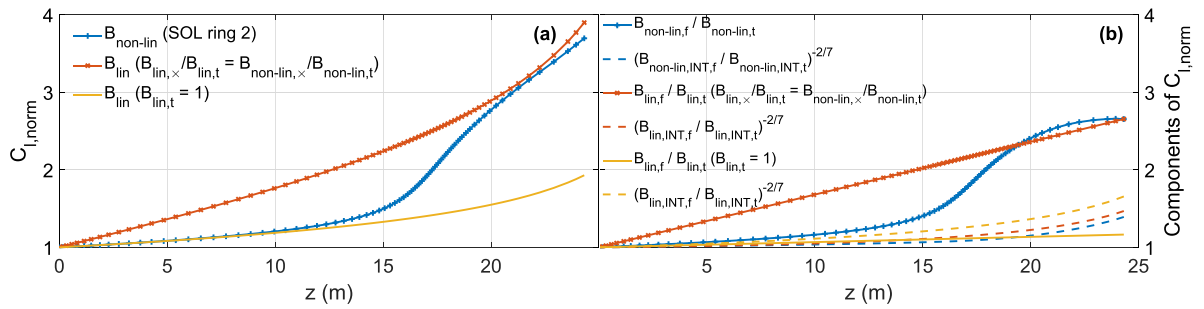 4
3
2
1
C_l,norm
B_non-lin (SOL ring 2)
B_lin (B_lin,×/B_lin,t = B_non-lin,×/B_non-lin,t)
B_lin (B_lin,t = 1)
(a)
0 5 10 15 20
z (m)
B_non-lin,f / B_non-lin,t
(B_non-lin,INT,f / B_non-lin,INT,t)^-2/7
B_lin,f / B_lin,t (B_lin,×/B_lin,t = B_non-lin,×/B_non-lin,t)
(B_lin,INT,f / B_lin,INT,t)^-2/7
B_lin,f / B_lin,t (B_lin,t = 1)
(B_lin,INT,f / B_lin,INT,t)^-2/7
(b)
5 10 15 20 25
z (m)
4
3
2
1
Components of C_l,norm